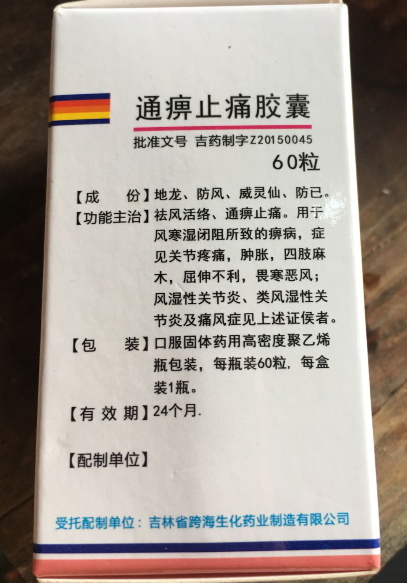 通痹止痛胶囊
批准文号 吉药制字Z20150045
60粒
【成 份】地龙、防风、威灵仙、防已。
【功能主治】祛风活络、通痹止痛。用于
风寒湿闭阻所致的痹病，症
见关节疼痛，肿胀，四肢麻
木，屈伸不利，畏寒恶风；
风湿性关节炎、类风湿性关
节炎及痛风症见上述证侯者。
【包 装】口服固体药用高密度聚乙烯
瓶包装，每瓶装60粒，每盒
装1瓶。
【有 效 期】24个月.
【配制单位】
受托配制单位：吉林省跨海生化药业制造有限公司